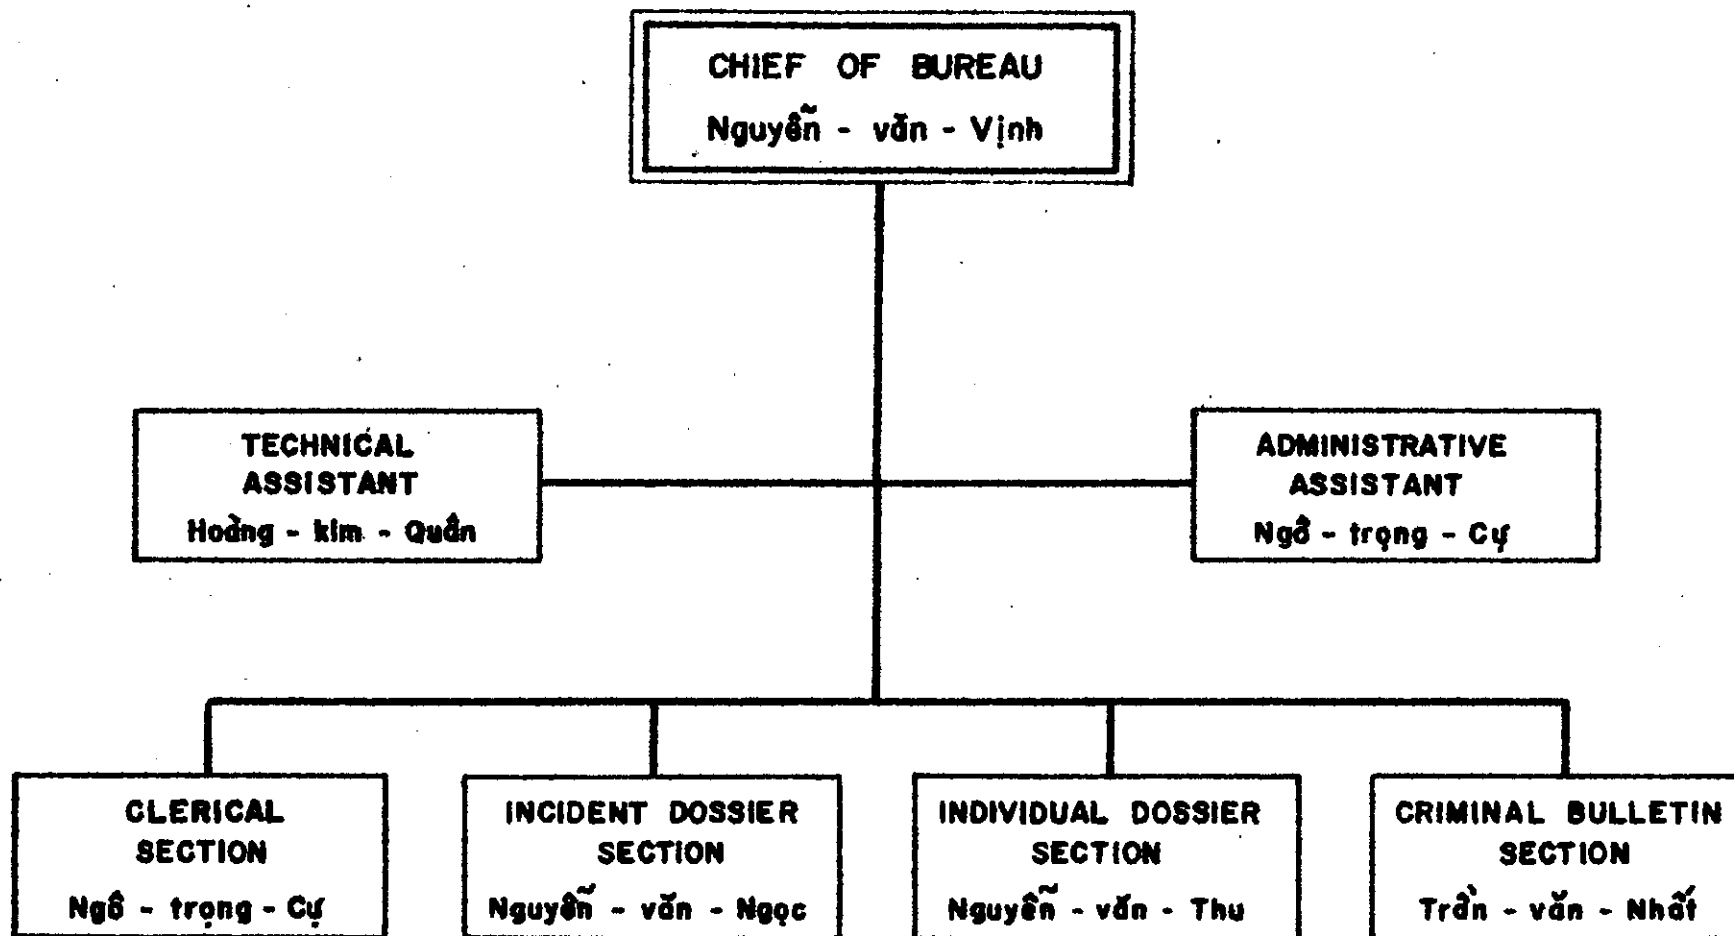 CHIEF OF BUREAU
Nguyễn - văn - Vịnh
TECHNICAL
ASSISTANT
Hoàng - kim - Quân
ADMINISTRATIVE
ASSISTANT
Ngô - trọng - Cự
CLERICAL
SECTION
Ngô - trọng - Cự
INCIDENT DOSSIER
SECTION
Nguyễn - văn - Ngọc
INDIVIDUAL DOSSIER
SECTION
Nguyễn - văn - Thu
CRIMINAL BULLETIN
SECTION
Trần - văn - Nhất